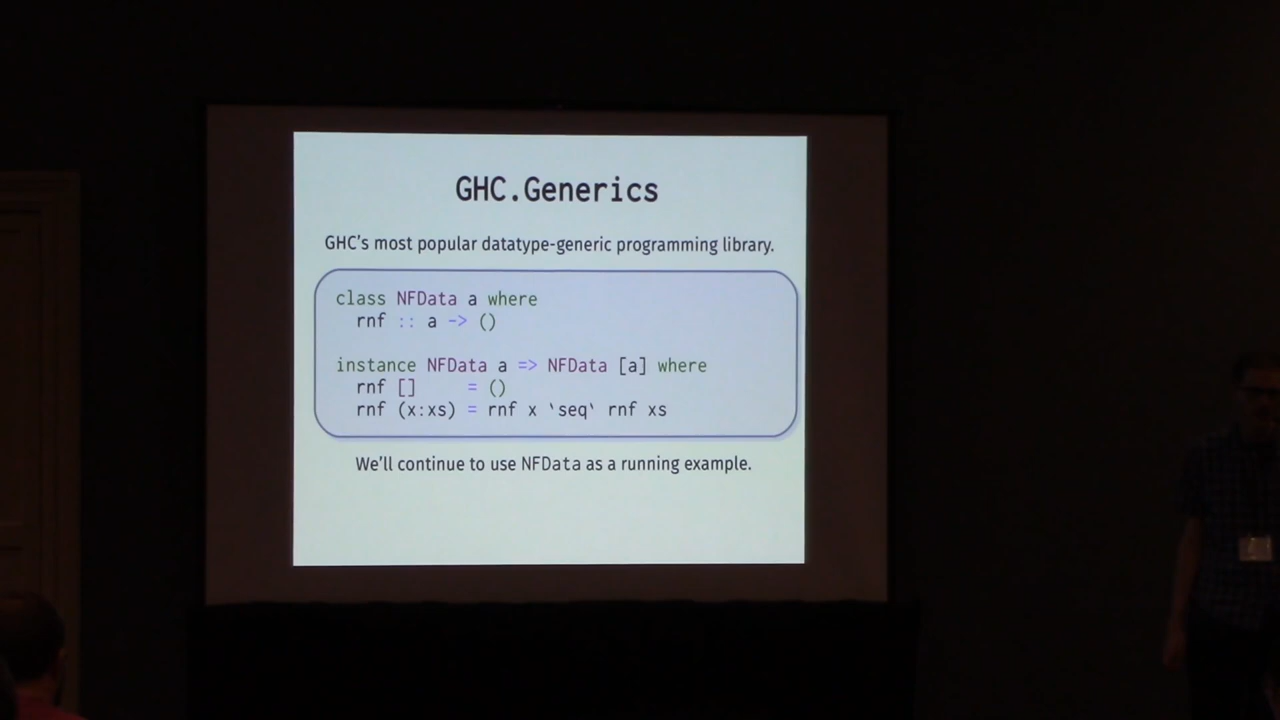 GHC.Generics
GHC's most popular datatype-generic programming library.
class NFData a where
  rnf :: a -> ()
instance NFData a => NFData [a] where
  rnf []     = ()
  rnf (x:xs) = rnf x `seq` rnf xs
We'll continue to use NFData as a running example.